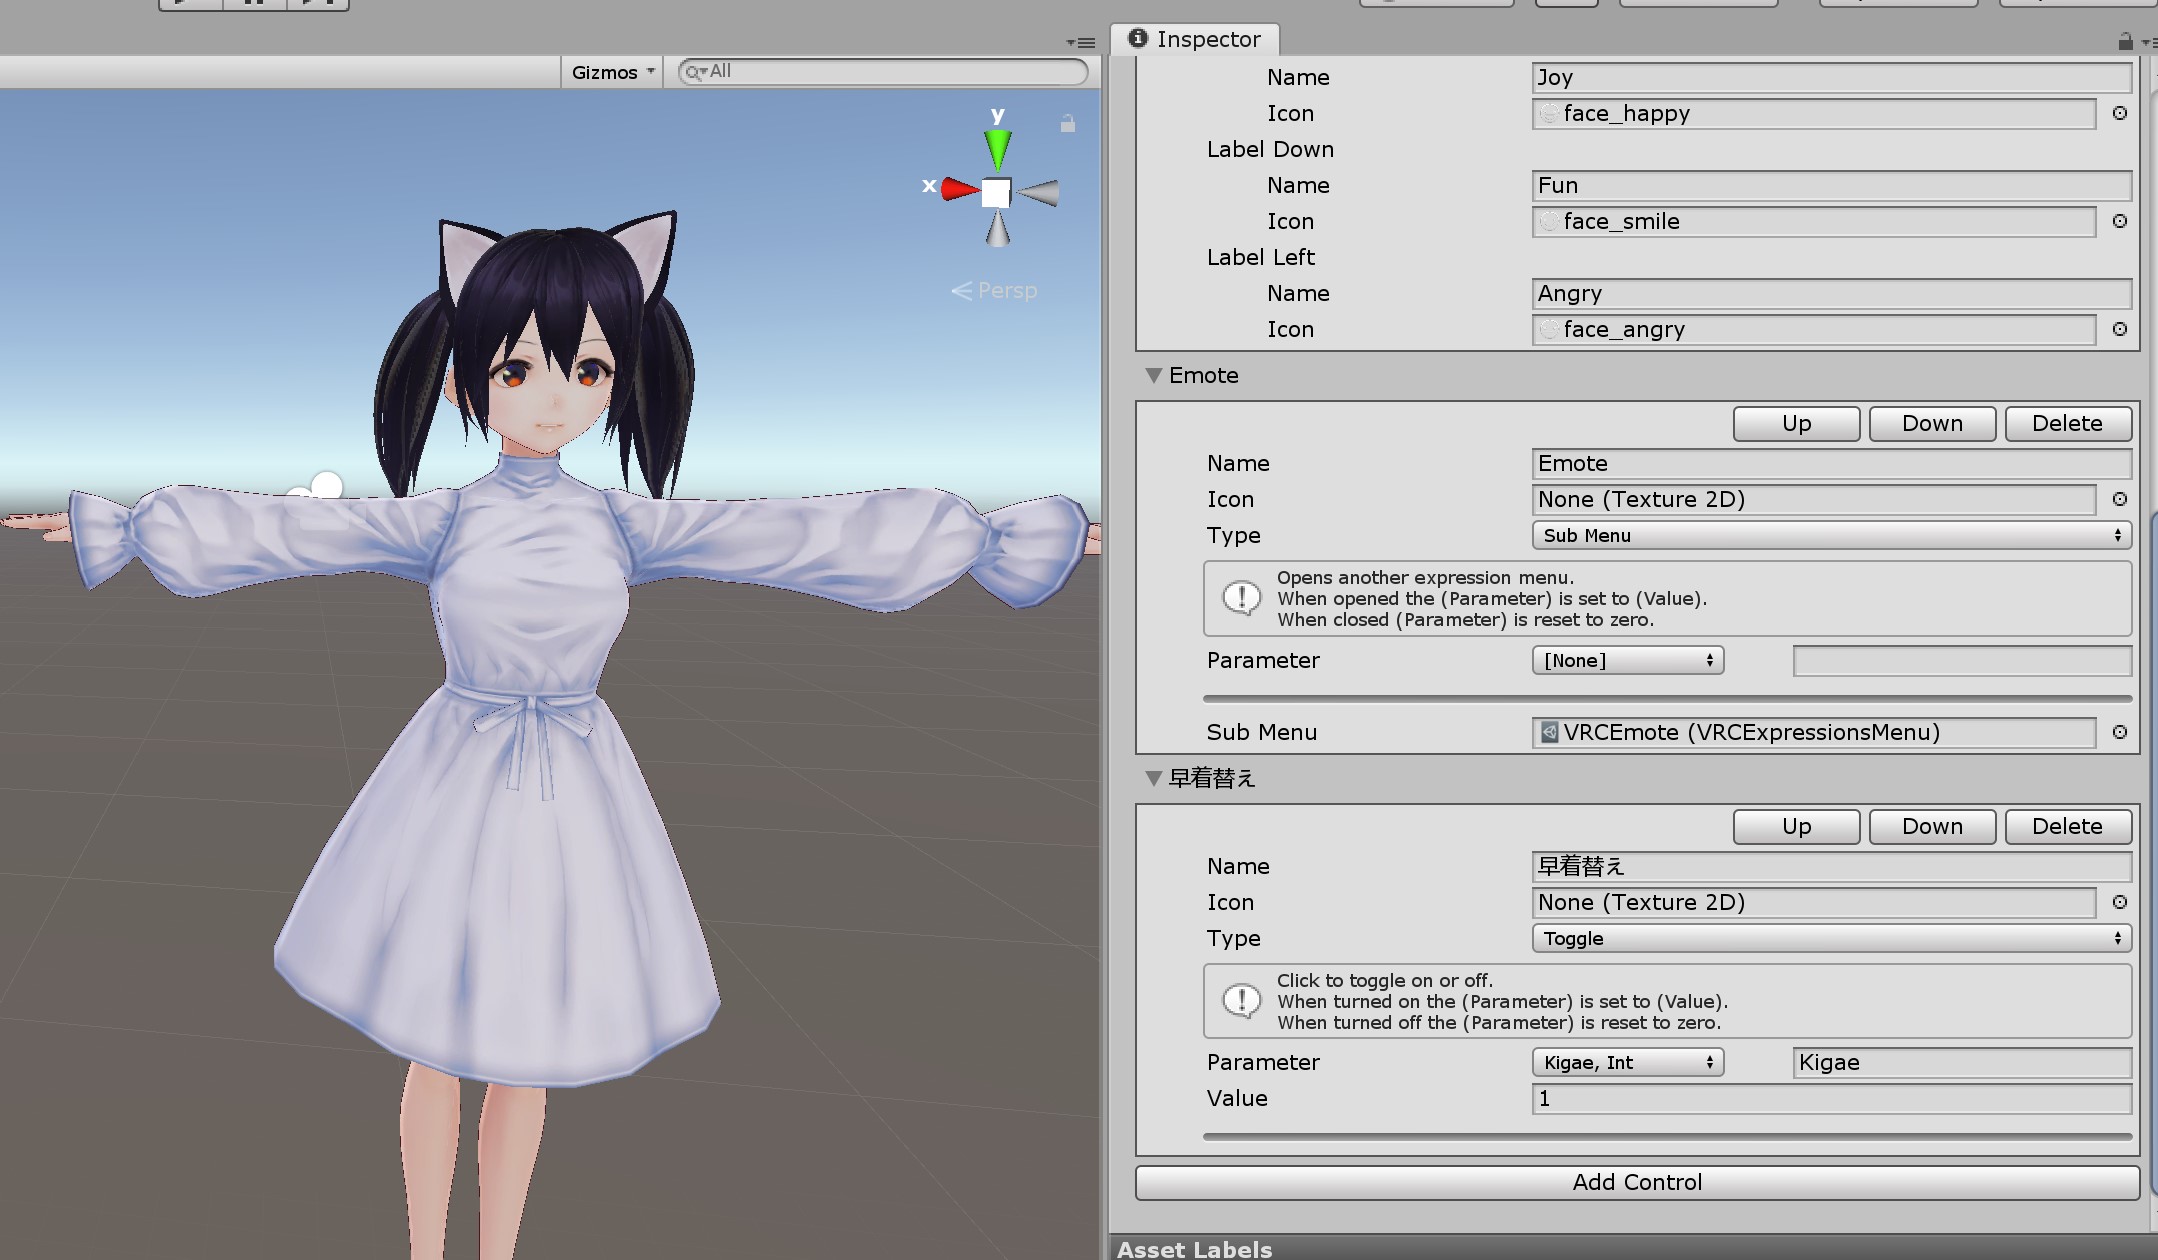 Inspector
Gizmos
All
y
x
Persp
Name Joy
Icon face_happy
Label Down
Name Fun
Icon face_smile
Label Left
Name Angry
Icon face_angry
Emote
Up Down Delete
Name Emote
Icon None (Texture 2D)
Type Sub Menu
Opens another expression menu.
When opened the (Parameter) is set to (Value).
When closed (Parameter) is reset to zero.
Parameter [None]
Sub Menu VRCEmote (VRCExpressionsMenu)
早着替え
Up Down Delete
Name 早着替え
Icon None (Texture 2D)
Type Toggle
Click to toggle on or off.
When turned on the (Parameter) is set to (Value).
When turned off the (Parameter) is reset to zero.
Parameter Kigae, Int Kigae
Value 1
Add Control
Asset Labels